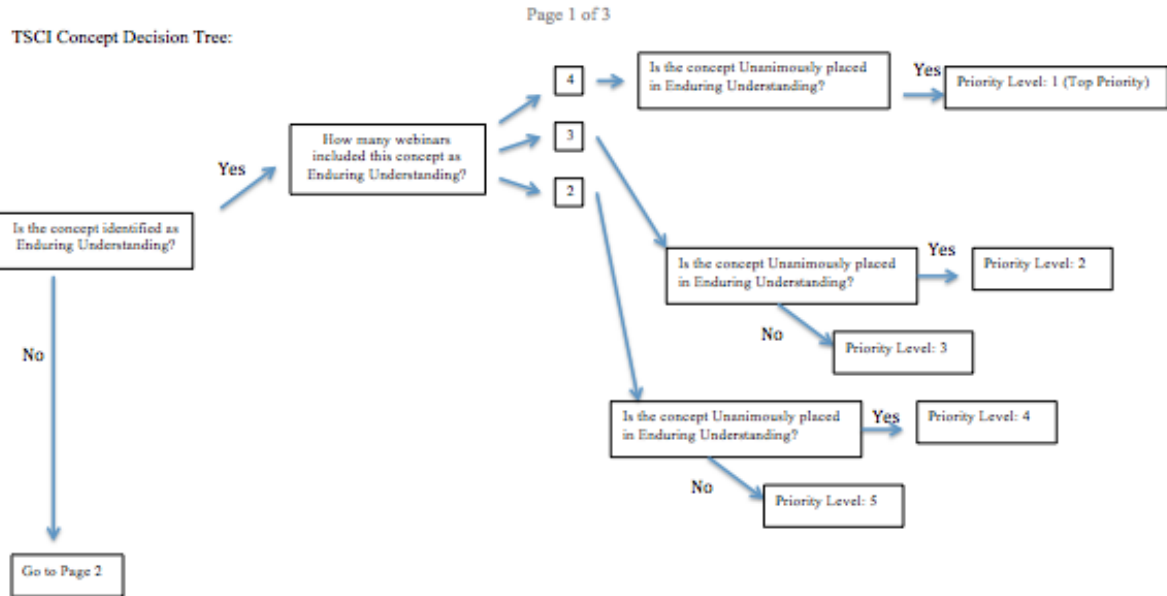 Page 1 of 3
TSCI Concept Decision Tree:
4
Is the concept Unanimously placed
in Enduring Understanding?
Yes
Priority Level: 1 (Top Priority)
How many webinars
included this concept as
Enduring Understanding?
3
Yes
2
Is the concept identified as
Enduring Understanding?
Is the concept Unanimously placed
in Enduring Understanding?
Yes
Priority Level: 2
No
No
Priority Level: 3
Is the concept Unanimously placed
in Enduring Understanding?
Yes
Priority Level: 4
No
Priority Level: 5
Go to Page 2